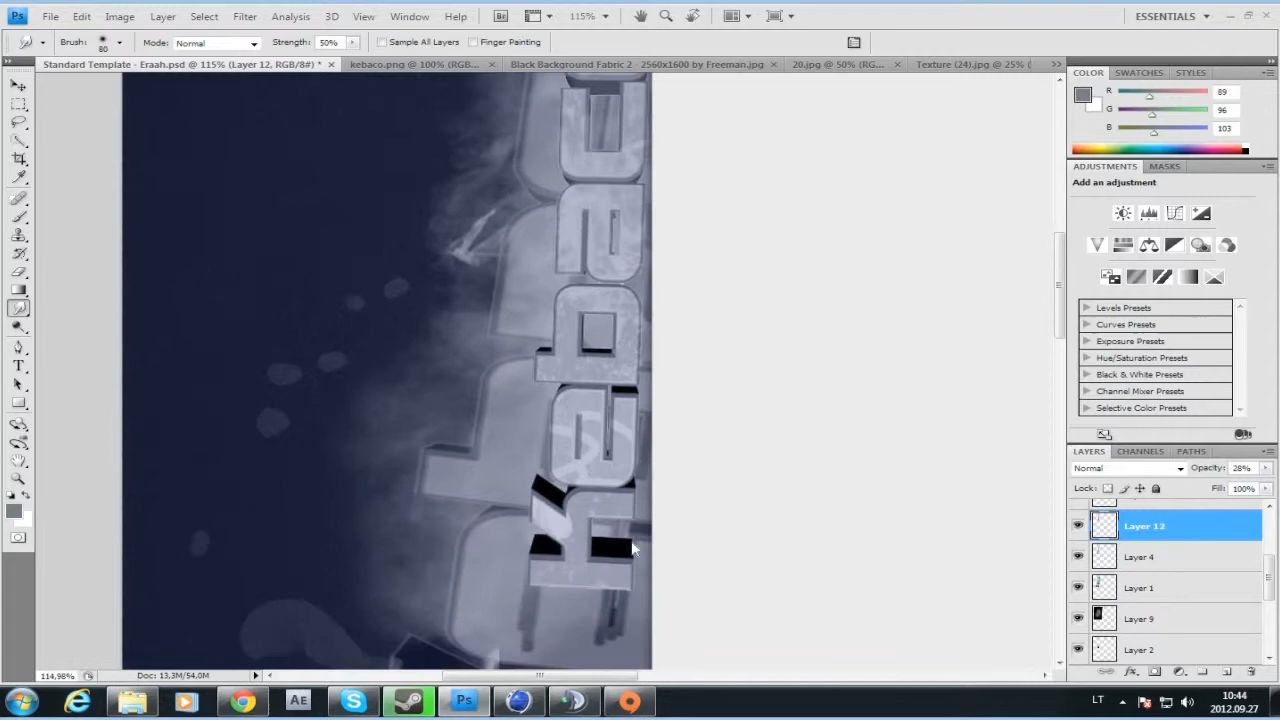 Ps File Edit Image Layer Select Filter Analysis 3D View Window Help Br 115% ESSENTIALS
Brush: 80 Mode: Normal Strength: 50% Sample All Layers Finger Painting
Standard Template - Eraah.psd @ 115% (Layer 12, RGB/8#) * kebaco.png @ 100% (RGB... Black Background Fabric 2 - 2560x1600 by Freeman.jpg 20.jpg @ 50% (RG... Texture (24).jpg @ 25% (
COLOR SWATCHES STYLES
R 89
G 96
B 103
ADJUSTMENTS MASKS
Add an adjustment
Levels Presets
Curves Presets
Exposure Presets
Hue/Saturation Presets
Black & White Presets
Channel Mixer Presets
Selective Color Presets
LAYERS CHANNELS PATHS
Normal Opacity: 28%
Lock: Fill: 100%
Layer 12
Layer 4
Layer 1
Layer 9
Layer 2
114,98% Doc: 13,3M/54,0M
AE Ps LT 10:44
2012.09.27